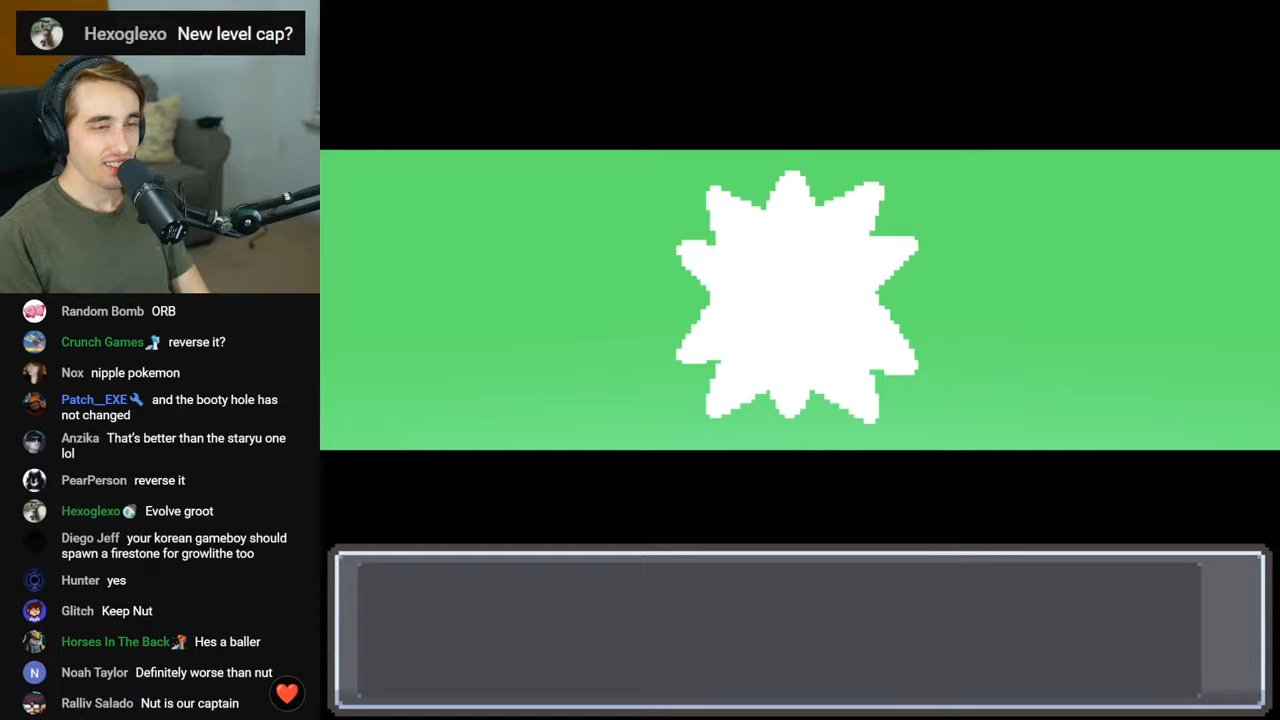 Hexoglexo New level cap?
Random Bomb ORB
Crunch Games reverse it?
Nox nipple pokemon
Patch__EXE and the booty hole has
not changed
Anzika That's better than the staryu one
lol
PearPerson reverse it
Hexoglexo Evolve groot
Diego Jeff your korean gameboy should
spawn a firestone for growlithe too
Hunter yes
Glitch Keep Nut
Horses In The Back Hes a baller
N Noah Taylor Definitely worse than nut
Ralliv Salado Nut is our captain